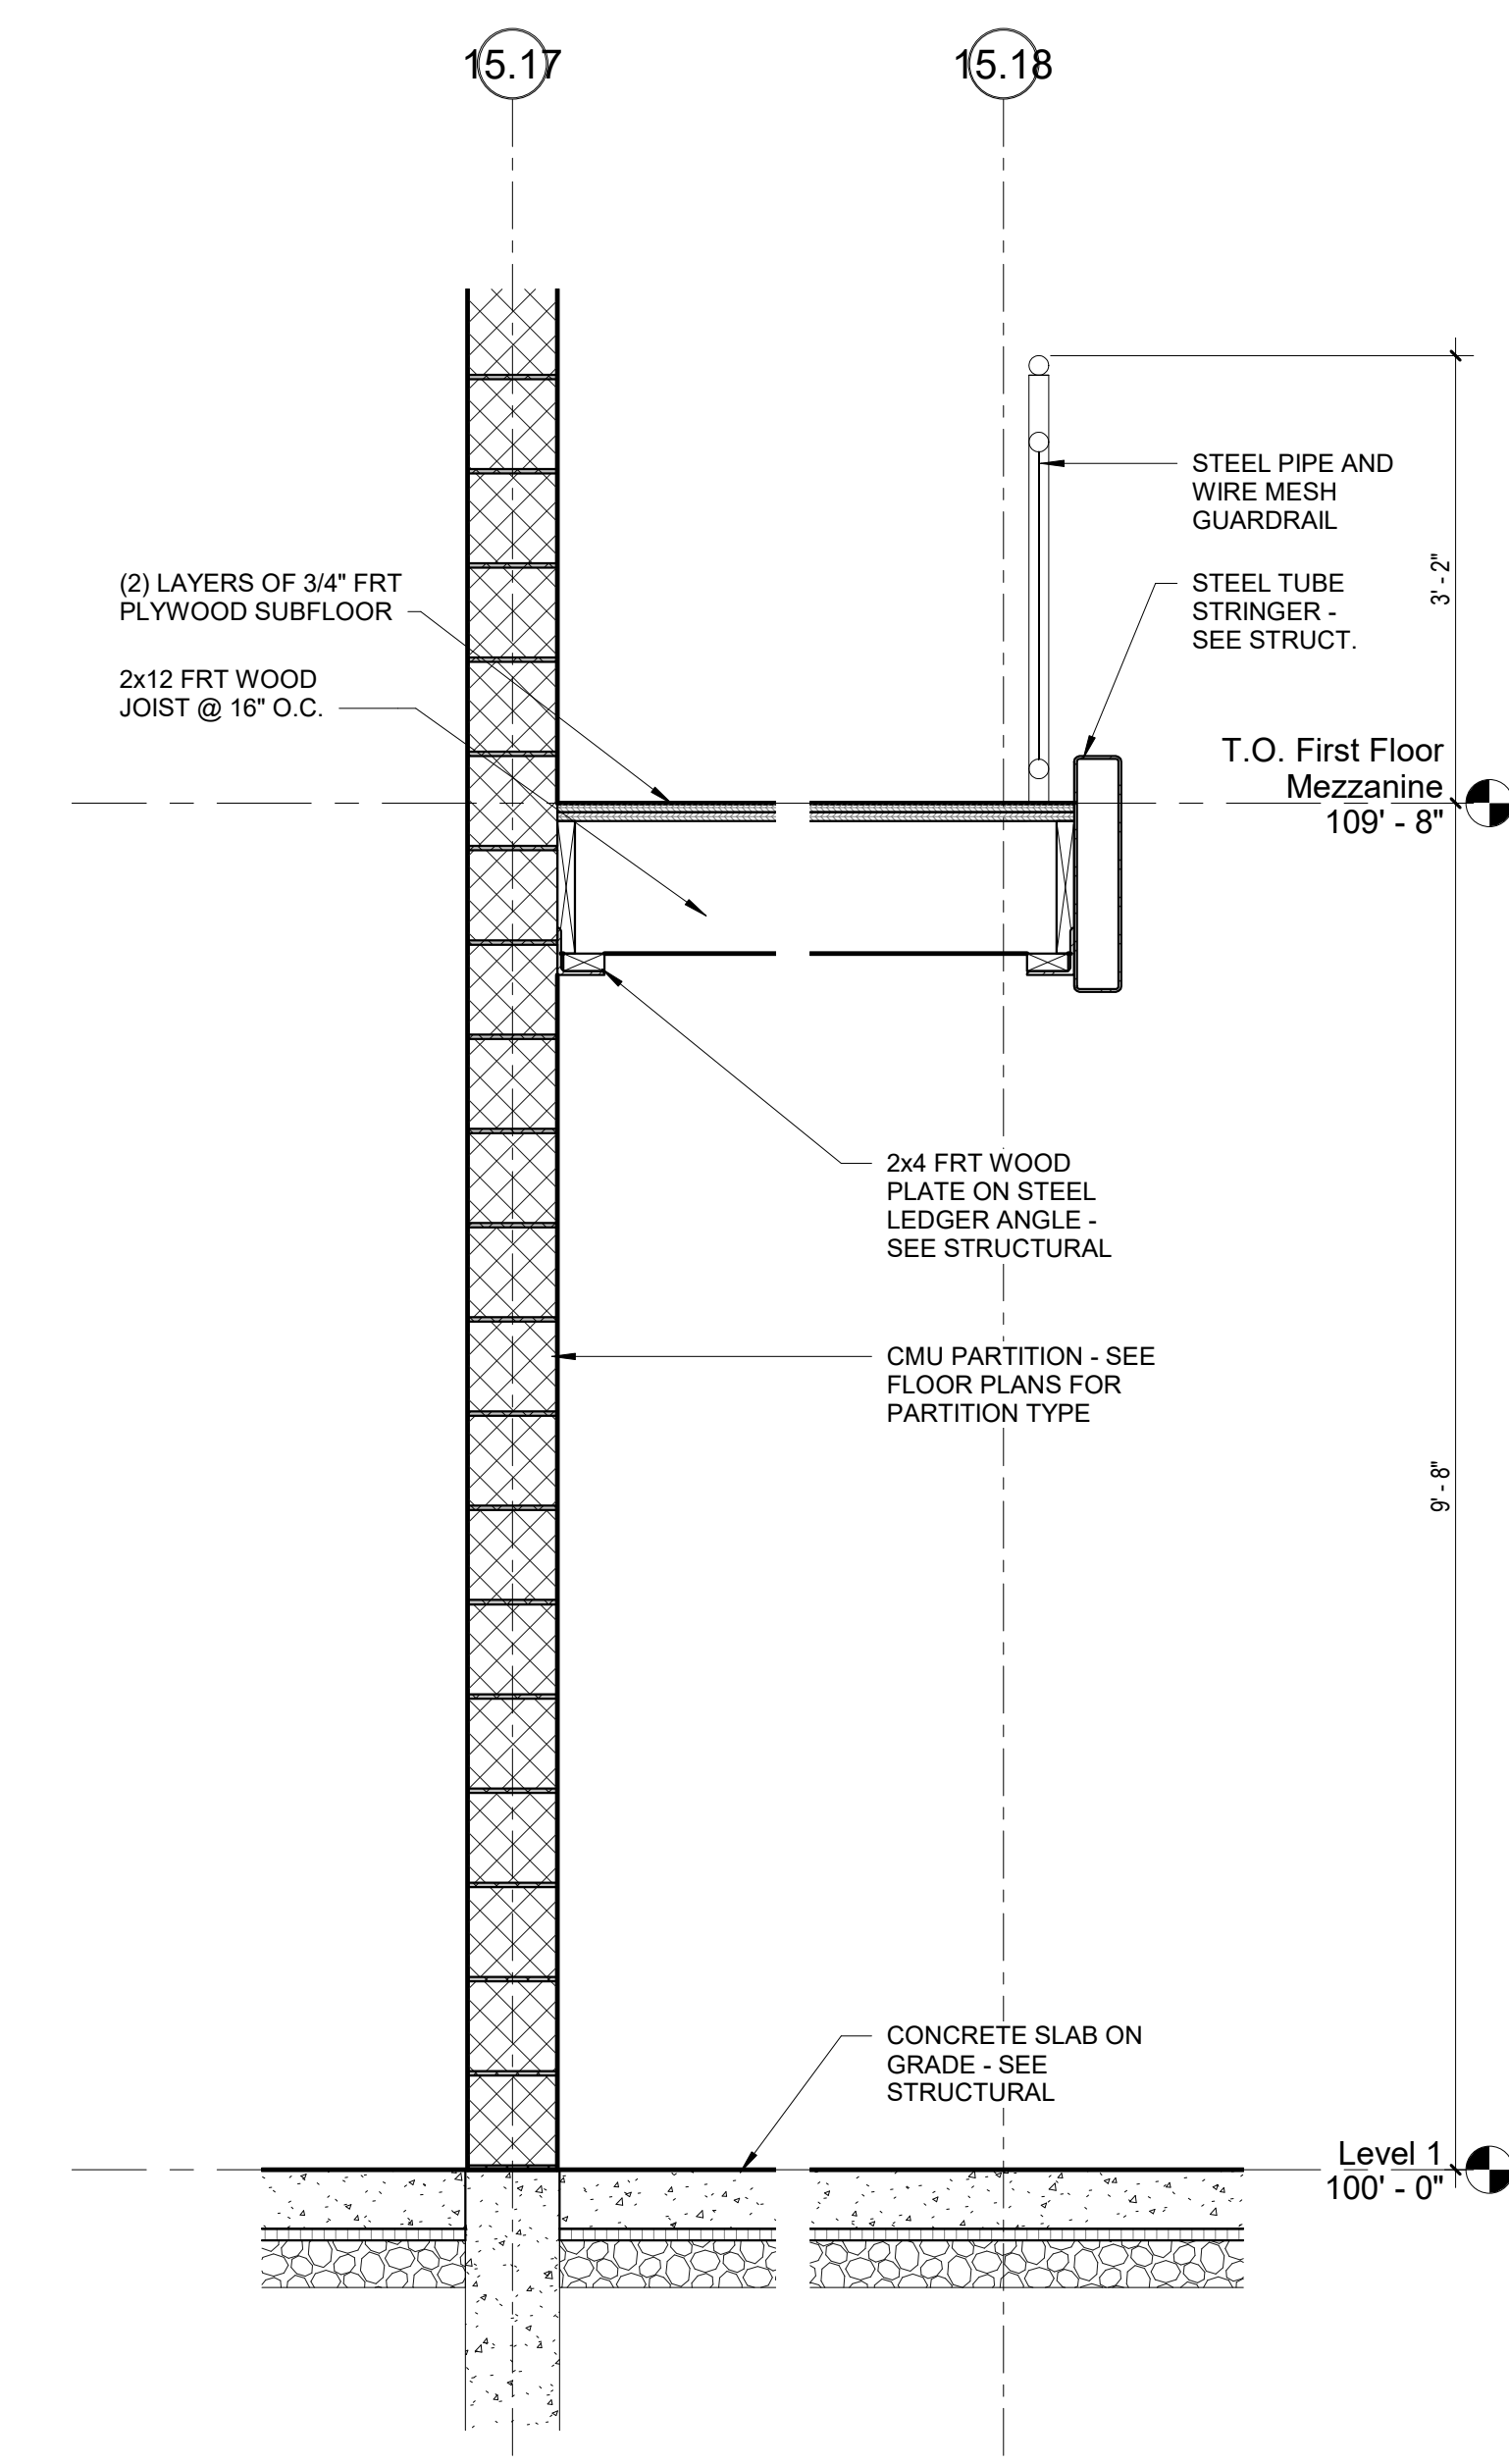 15.17
15.18
STEEL PIPE AND
WIRE MESH
GUARDRAIL
(2) LAYERS OF 3/4" FRT
PLYWOOD SUBFLOOR
STEEL TUBE
STRINGER -
SEE STRUCT.
3' - 2"
2x12 FRT WOOD
JOIST @ 16" O.C.
T.O. First Floor
Mezzanine
109' - 8"
2x4 FRT WOOD
PLATE ON STEEL
LEDGER ANGLE -
SEE STRUCTURAL
CMU PARTITION - SEE
FLOOR PLANS FOR
PARTITION TYPE
9' - 8"
CONCRETE SLAB ON
GRADE - SEE
STRUCTURAL
Level 1
100' - 0"